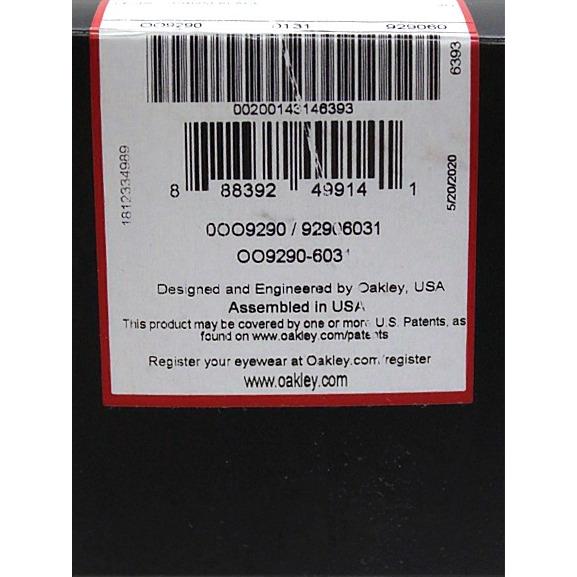 OO9290 0131 929060
6393
00200143146393
1812334989
8 88392 49914 1
5/20/2020
0OO9290 / 92906031
OO9290-6031
Designed and Engineered by Oakley, USA
Assembled in USA
This product may be covered by one or more U.S. Patents, as
found on www.oakley.com/patents
Register your eyewear at Oakley.com/register
www.oakley.com